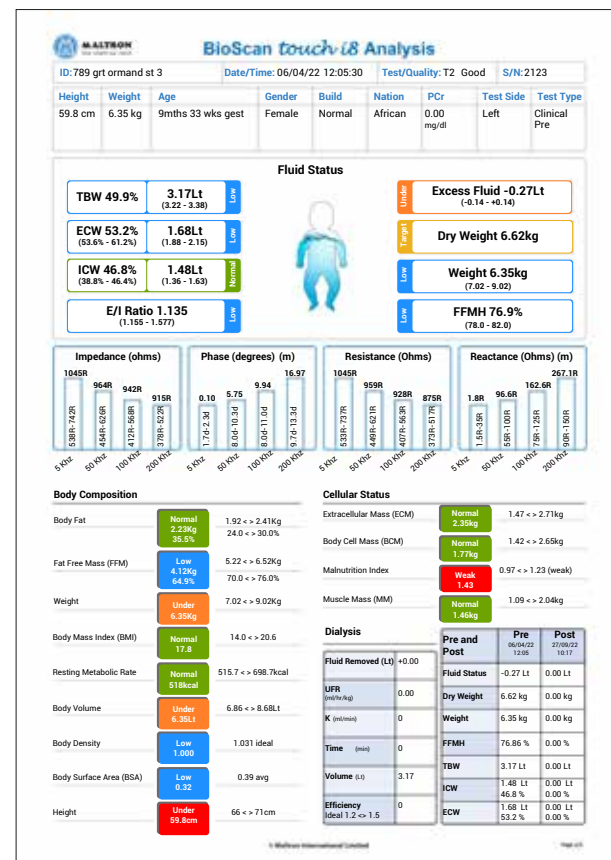 MALTRON
BioScan touch i8 Analysis
ID: 789 grt ormand st 3 Date/Time: 06/04/22 12:05:30 Test/Quality: T2 Good S/N: 2123
Height Weight Age Gender Build Nation PCr Test Side Test Type
59.8 cm 6.35 kg 9mths 33 wks gest Female Normal African 0.00 Left Clinical
mg/dl Pre
Fluid Status
TBW 49.9% 3.17Lt Low
(3.22 - 3.38)
ECW 53.2% 1.68Lt Low
(53.6% - 61.2%) (1.88 - 2.15)
ICW 46.8% 1.48Lt Normal
(38.8% - 46.4%) (1.36 - 1.63)
E/I Ratio 1.135 Low
(1.155 - 1.577)
Under Excess Fluid -0.27Lt
(-0.14 - +0.14)
Target Dry Weight 6.62kg
Low Weight 6.35kg
(7.02 - 9.02)
Low FFMH 76.9%
(78.0 - 82.0)
Impedance (ohms)
1045R 964R 942R 915R
538R-742R 454R-626R 412R-568R 378R-522R
5 Khz 50 Khz 100 Khz 200 Khz
Phase (degrees) (m)
0.10 5.75 9.94 16.97
1.7d-2.3d 8.0d-10.3d 8.0d-11.0d 9.7d-13.3d
5 Khz 50 Khz 100 Khz 200 Khz
Resistance (Ohms)
1045R 959R 928R 875R
533R-737R 449R-621R 407R-563R 373R-517R
5 Khz 50 Khz 100 Khz 200 Khz
Reactance (Ohms) (m)
1.8R 96.6R 162.6R 267.1R
1.5R-35R 55R-100R 75R-125R 90R-150R
5 Khz 50 Khz 100 Khz 200 Khz
Body Composition
Body Fat Normal 1.92 < > 2.41Kg
2.23Kg 24.0 < > 30.0%
35.5%
Fat Free Mass (FFM) Low 5.22 < > 6.52Kg
4.12Kg
64.9% 70.0 < > 76.0%
Weight Under 7.02 < > 9.02Kg
6.35Kg
Body Mass Index (BMI) Normal 14.0 < > 20.6
17.8
Resting Metabolic Rate Normal 515.7 < > 698.7kcal
518kcal
Body Volume Under 6.86 < > 8.68Lt
6.35Lt
Body Density Low 1.031 ideal
1.000
Body Surface Area (BSA) Low 0.39 avg
0.32
Height Under 66 < > 71cm
59.8cm
Cellular Status
Extracellular Mass (ECM) Normal 1.47 < > 2.71kg
2.35kg
Body Cell Mass (BCM) Normal 1.42 < > 2.65kg
1.77kg
Malnutrition Index Weak 0.97 < > 1.23 (weak)
1.43
Muscle Mass (MM) Normal 1.09 < > 2.04kg
1.46kg
Dialysis
Fluid Removed (Lt) +0.00
UFR 0.00
(ml/hr/kg)
K (ml/min) 0
Time (min) 0
Volume (Lt) 3.17
Efficiency 0
Ideal 1.2 <> 1.5
Pre and Post Pre Post
06/04/22 12:05 27/09/22 10:17
Fluid Status -0.27 Lt 0.00 Lt
Dry Weight 6.62 kg 0.00 kg
Weight 6.35 kg 0.00 kg
FFMH 76.86 % 0.00 %
TBW 3.17 Lt 0.00 Lt
ICW 1.48 Lt 0.00 Lt
46.8 % 0.00 %
ECW 1.68 Lt 0.00 Lt
53.2 % 0.00 %
© Maltron International Limited